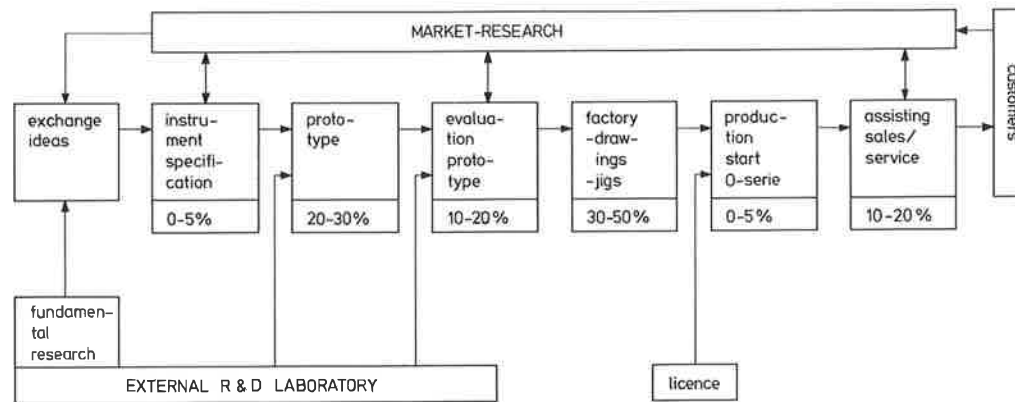 MARKET-RESEARCH
customers
exchange
ideas
instru-
ment
specifi-
cation
0-5%
proto-
type
20-30%
evalua-
tion
proto-
type
10-20%
factory
-draw-
ings
-jigs
30-50%
produc-
tion
start
0-serie
0-5%
assisting
sales/
service
10-20%
fundamen-
tal
research
EXTERNAL R & D LABORATORY
licence